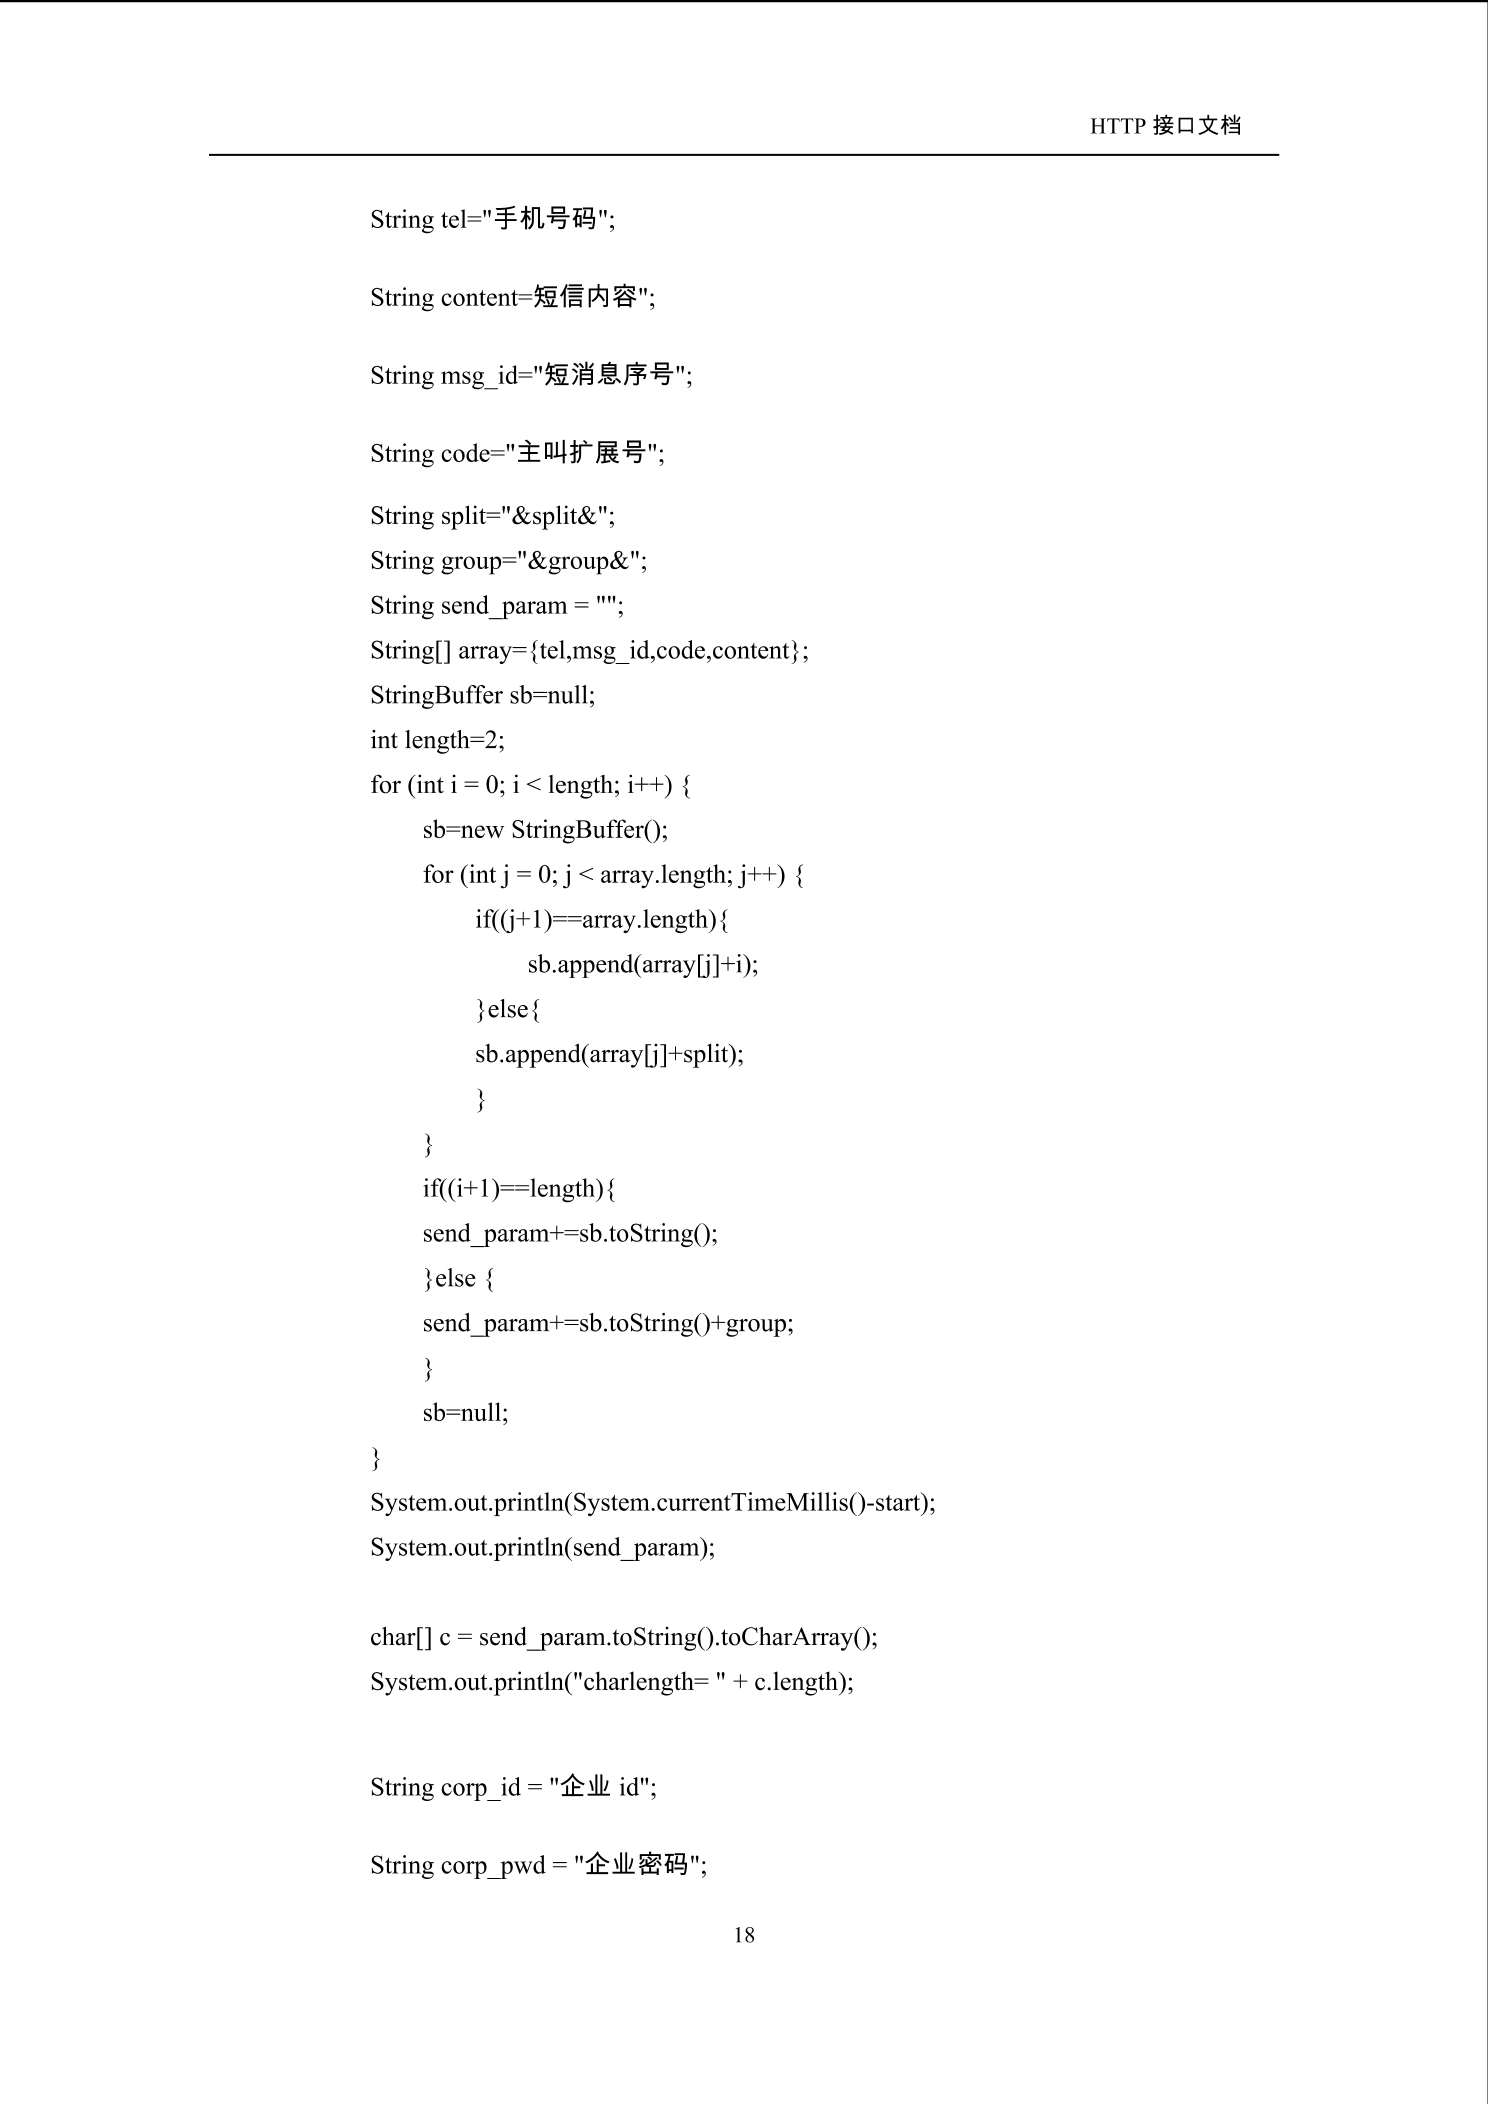 HTTP 接口文档
String tel="手机号码";
String content=短信内容";
String msg_id="短消息序号";
String code="主叫扩展号";
String split="&split&";
String group="&group&";
String send_param = "";
String[] array={tel,msg_id,code,content};
StringBuffer sb=null;
int length=2;
for (int i = 0; i < length; i++) {
sb=new StringBuffer();
for (int j = 0; j < array.length; j++) {
if((j+1)==array.length){
sb.append(array[j]+i);
}else{
sb.append(array[j]+split);
}
}
if((i+1)==length){
send_param+=sb.toString();
}else {
send_param+=sb.toString()+group;
}
sb=null;
}
System.out.println(System.currentTimeMillis()-start);
System.out.println(send_param);
char[] c = send_param.toString().toCharArray();
System.out.println("charlength= " + c.length);
String corp_id = "企业 id";
String corp_pwd = "企业密码";
18